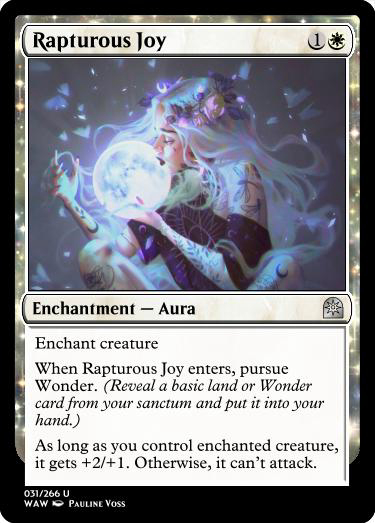 Rapturous Joy 1
Enchantment — Aura
Enchant creature
When Rapturous Joy enters, pursue
Wonder. (Reveal a basic land or Wonder
card from your sanctum and put it into your
hand.)
As long as you control enchanted creature,
it gets +2/+1. Otherwise, it can't attack.
031/266 U
WAW Pauline Voss